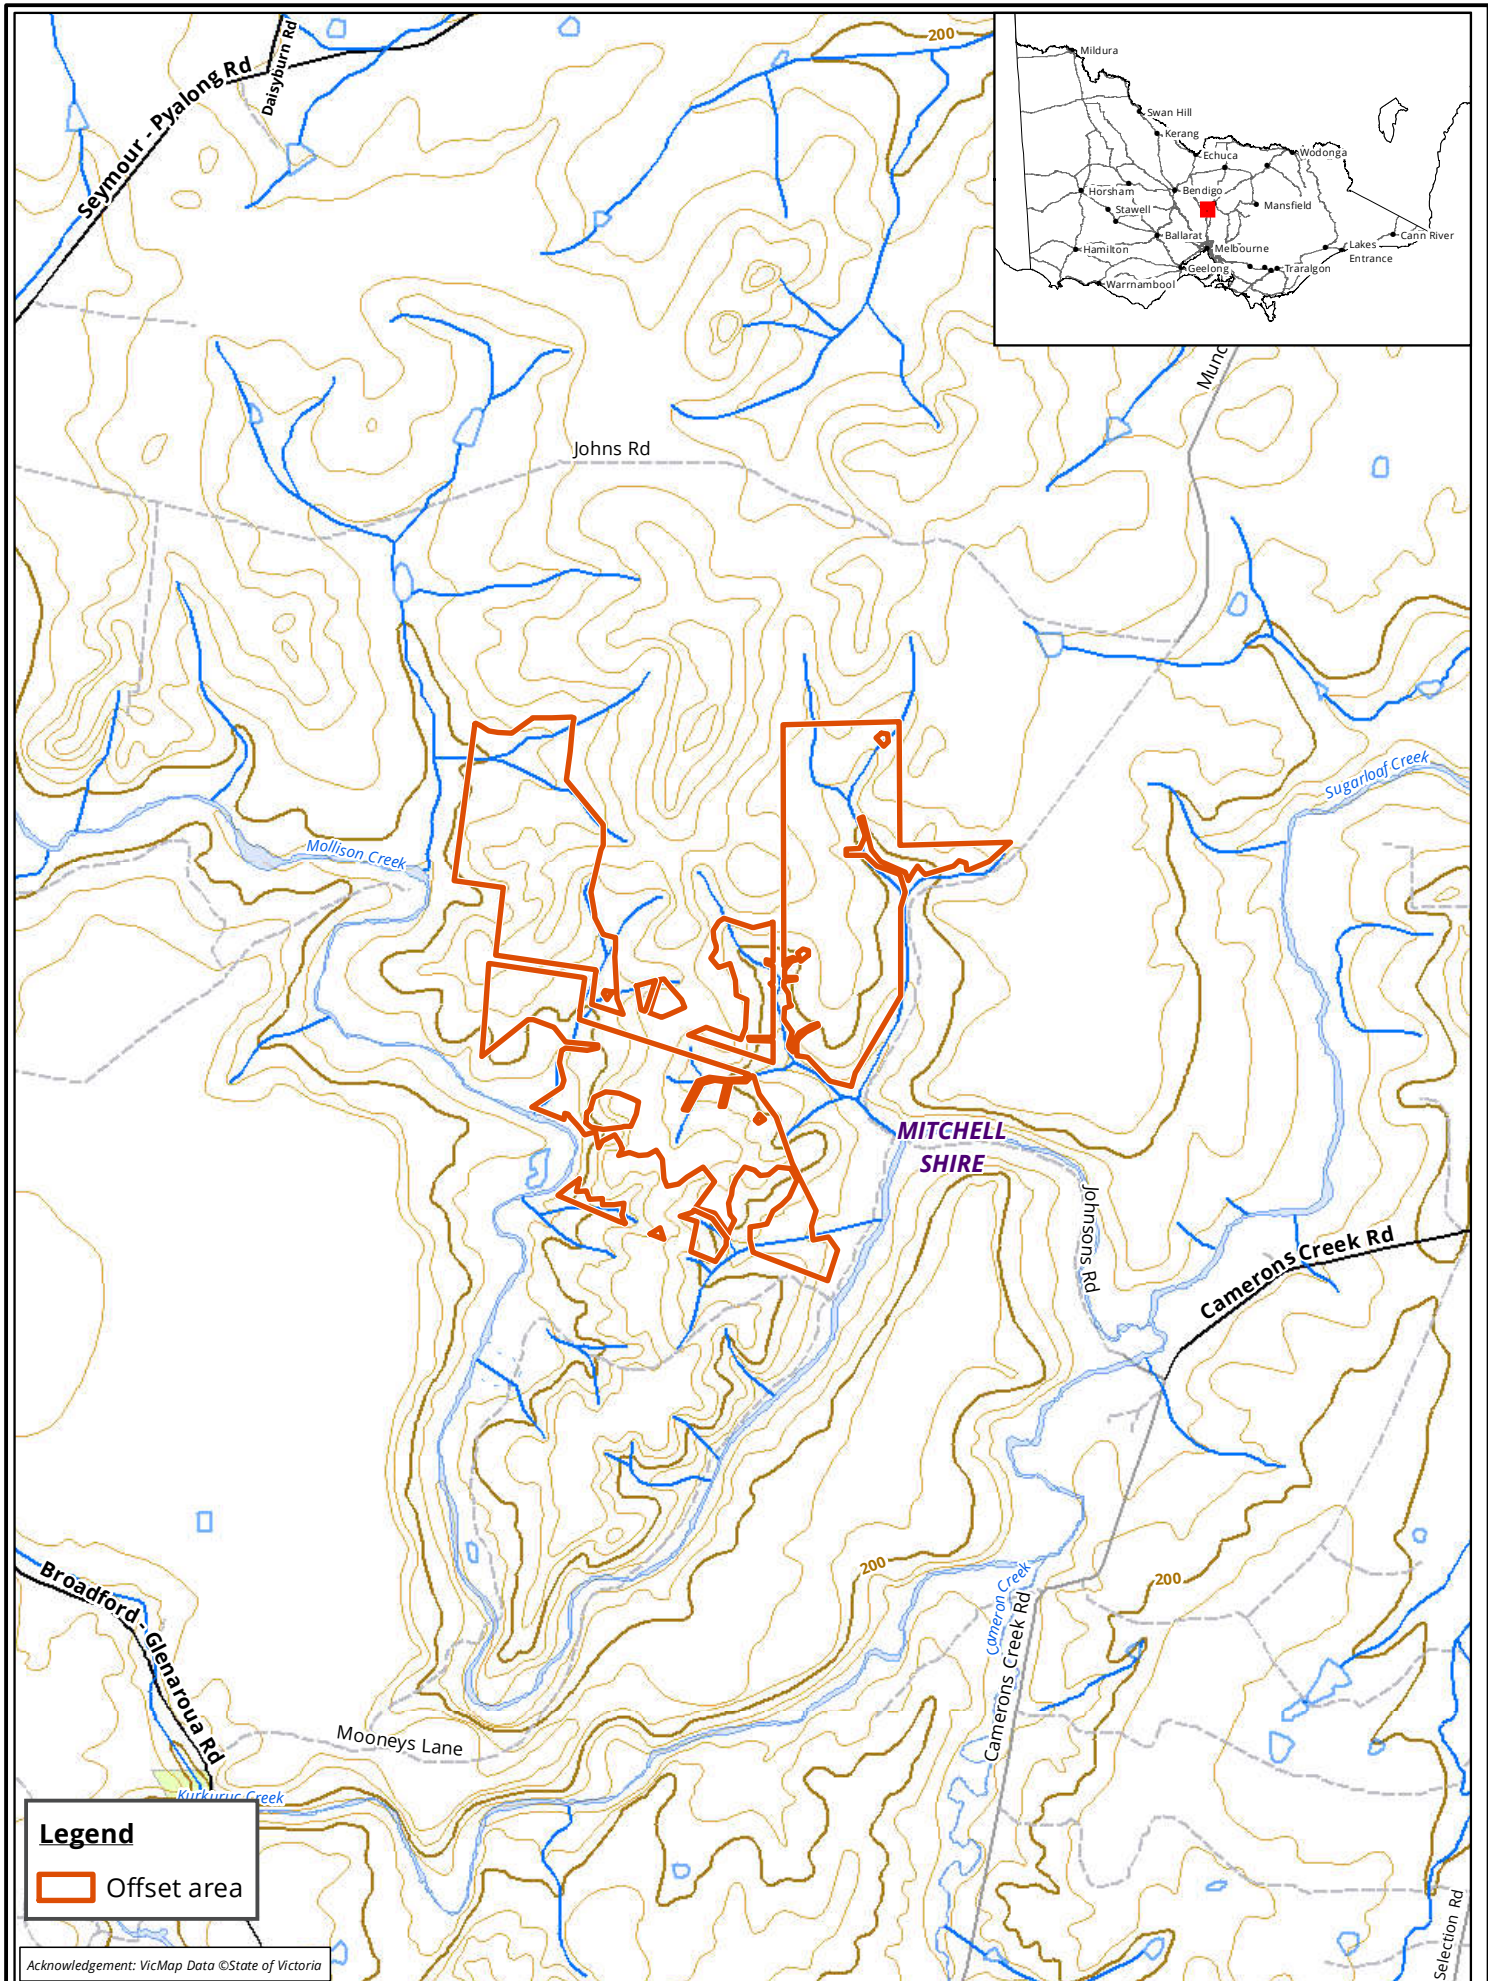 200
Mildura
Swan Hill
Kerang
Echuca
Wodonga
Horsham
Bendigo
Stawell
Mansfield
Ballarat
Cann River
Hamilton
Melbourne
Lakes
Entrance
Geelong
Traralgon
Warrnambool
Daisyburn Rd
Seymour - Pyalong Rd
Munc
Johns Rd
Sugarloaf Creek
Mollison Creek
MITCHELL
SHIRE
Johnsons Rd
Camerons Creek Rd
200
200
Cameron Creek
Camerons Creek Rd
Broadford - Glenaroua Rd
Mooneys Lane
Kurkuruc Creek
Legend
Offset area
Selection Rd
Acknowledgement: VicMap Data ©State of Victoria